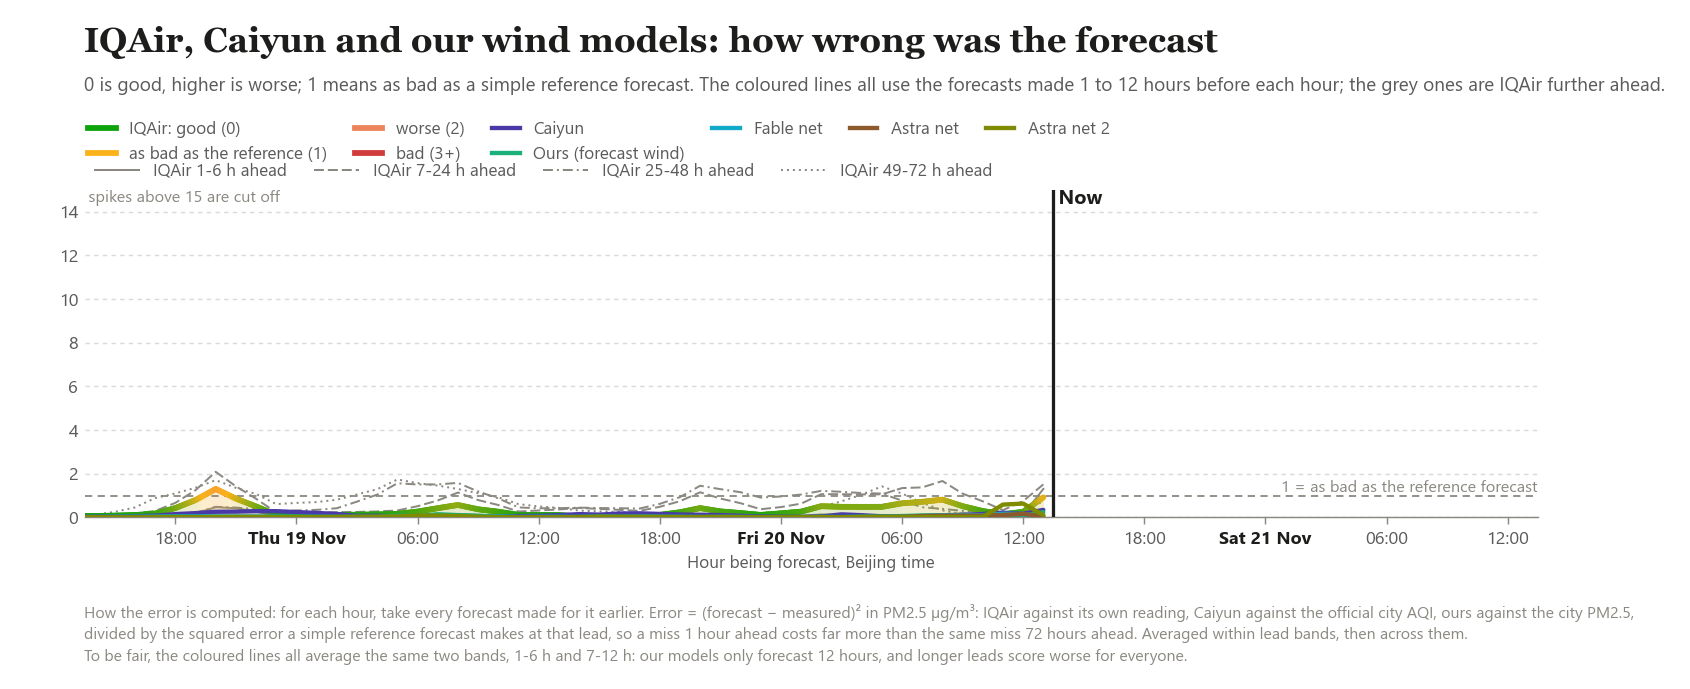 IQAir, Caiyun and our wind models: how wrong was the forecast
0 is good, higher is worse; 1 means as bad as a simple reference forecast. The coloured lines all use the forecasts made 1 to 12 hours before each hour; the grey ones are IQAir further ahead.
IQAir: good (0) worse (2) Caiyun Fable net Astra net Astra net 2
as bad as the reference (1) bad (3+) Ours (forecast wind)
IQAir 1-6 h ahead IQAir 7-24 h ahead IQAir 25-48 h ahead IQAir 49-72 h ahead
spikes above 15 are cut off
Now
14
12
10
8
6
4
2
1 = as bad as the reference forecast
0
18:00 Thu 19 Nov 06:00 12:00 18:00 Fri 20 Nov 06:00 12:00 18:00 Sat 21 Nov 06:00 12:00
Hour being forecast, Beijing time
How the error is computed: for each hour, take every forecast made for it earlier. Error = (forecast − measured)² in PM2.5 µg/m³: IQAir against its own reading, Caiyun against the official city AQI, ours against the city PM2.5,
divided by the squared error a simple reference forecast makes at that lead, so a miss 1 hour ahead costs far more than the same miss 72 hours ahead. Averaged within lead bands, then across them.
To be fair, the coloured lines all average the same two bands, 1-6 h and 7-12 h: our models only forecast 12 hours, and longer leads score worse for everyone.